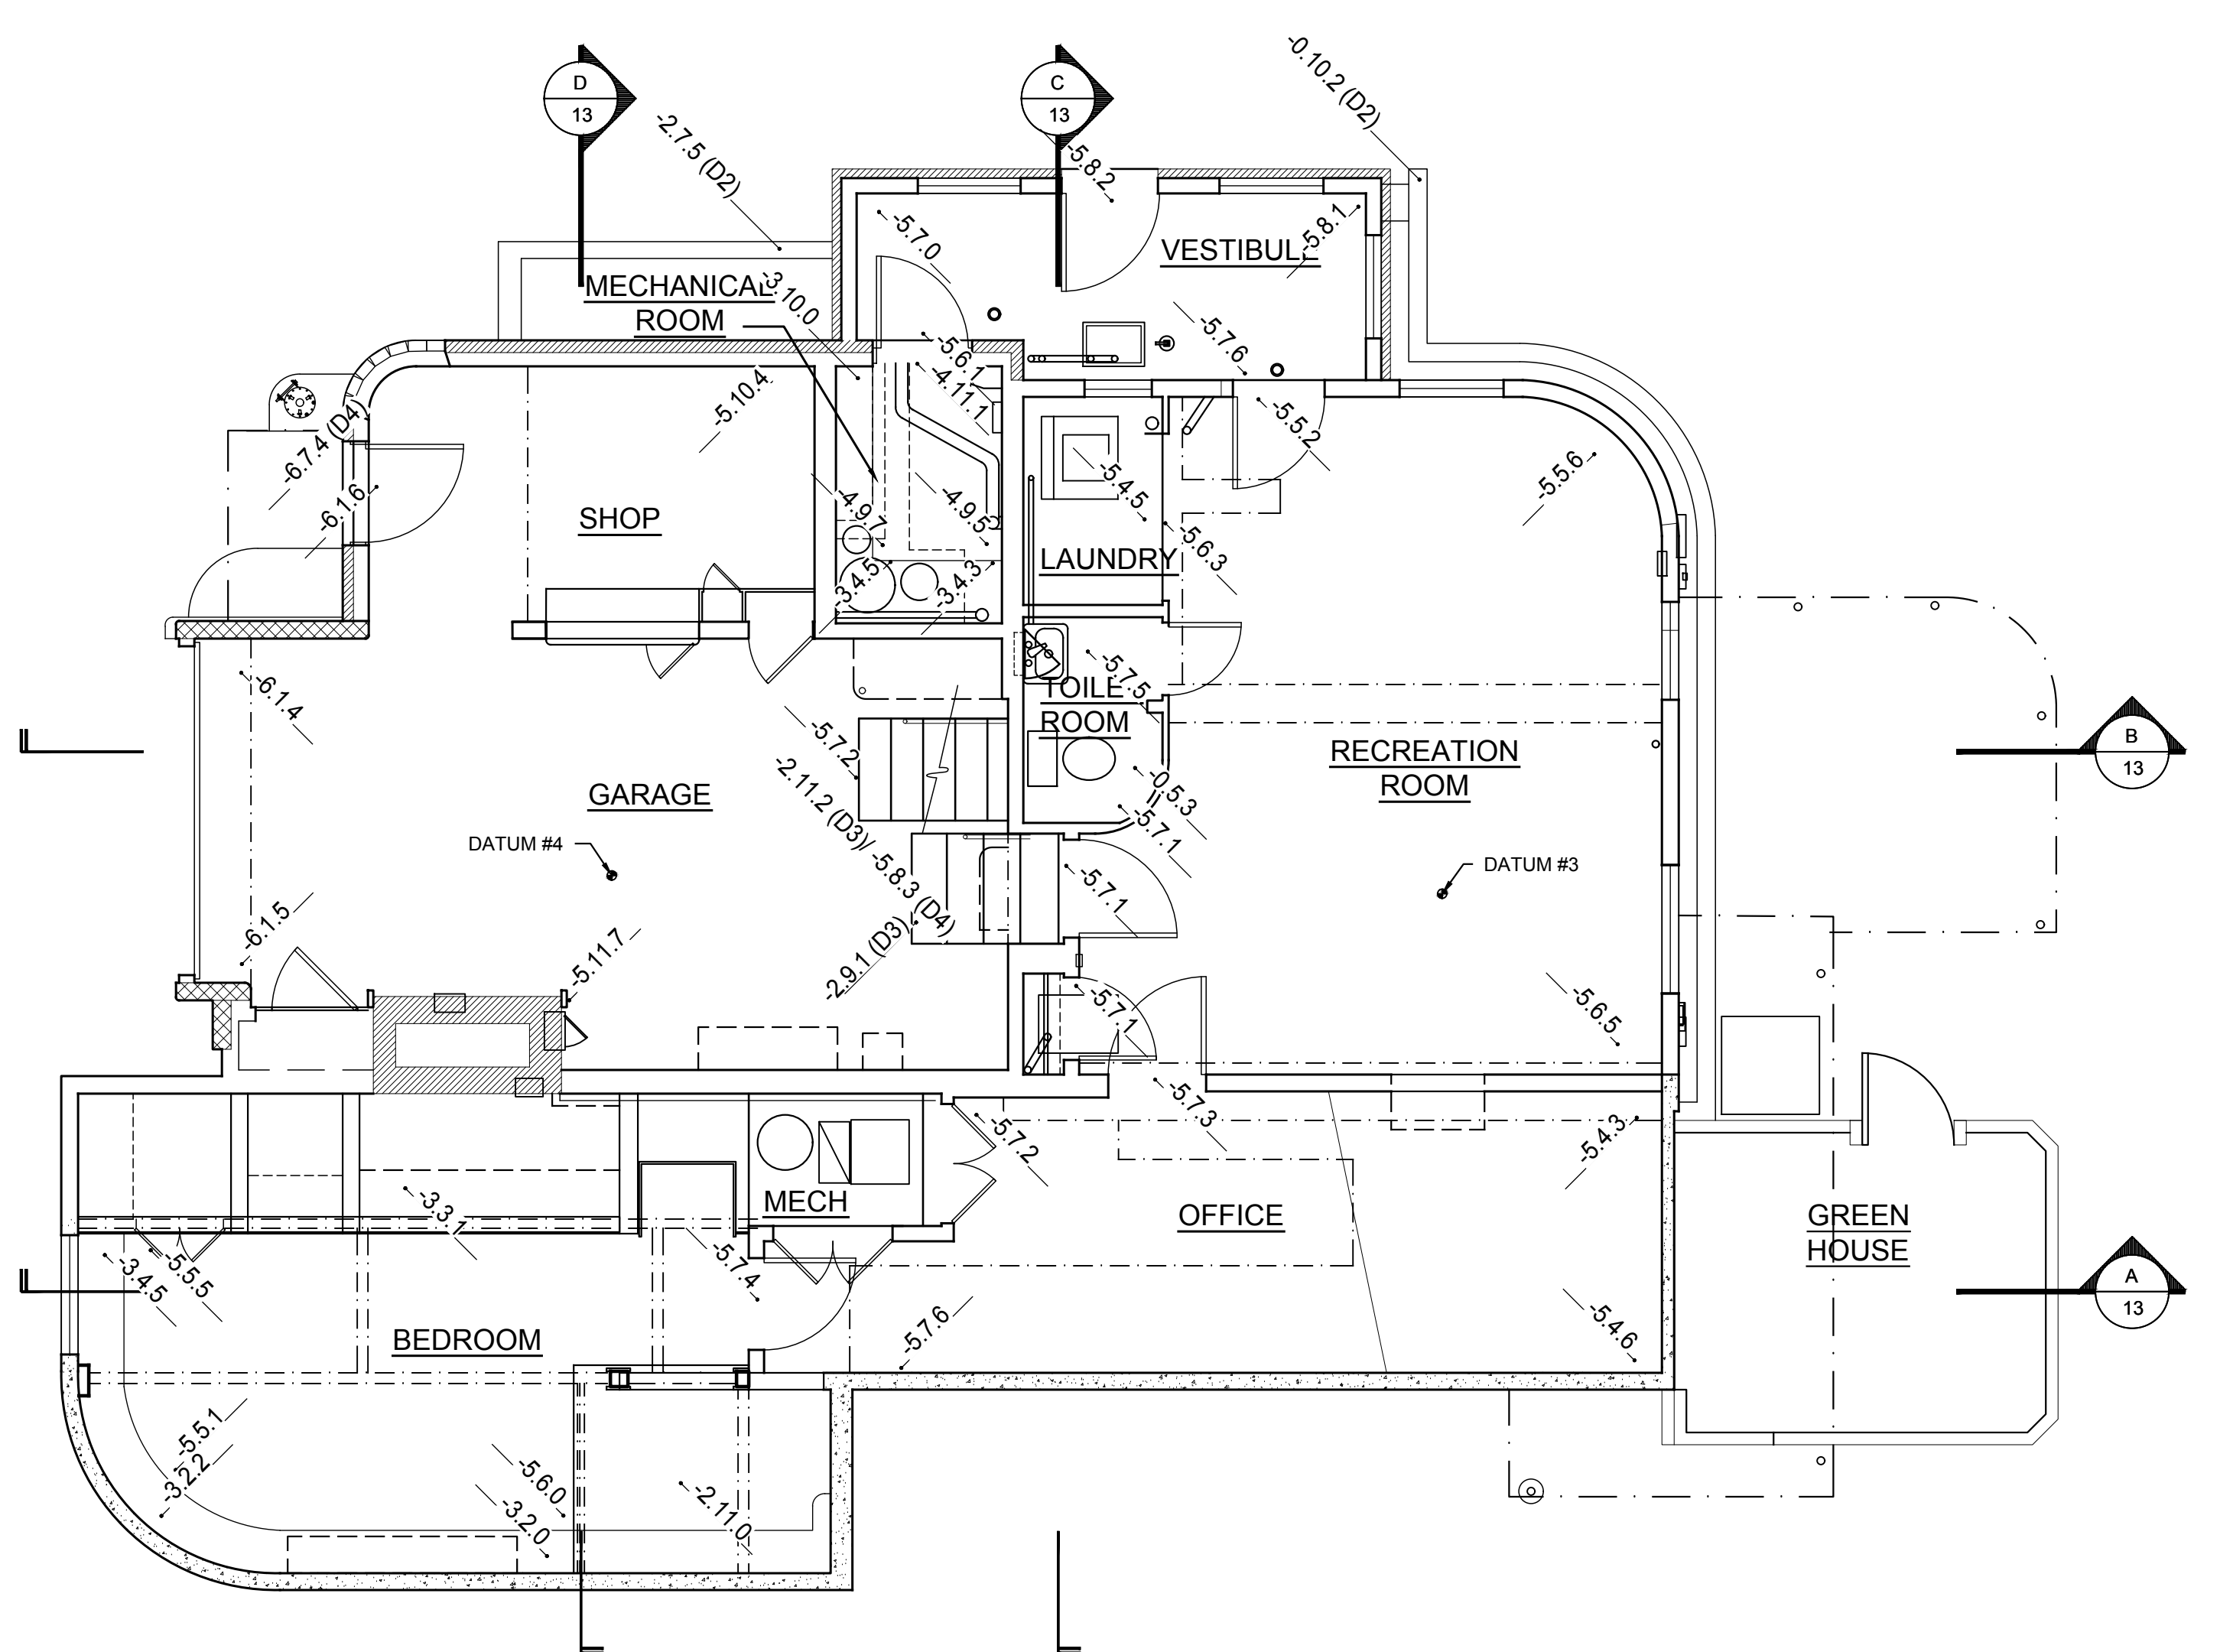 D
13
C
13
-0.10.2 (D2)
-2.7.5 (D2)
-5.8.2
-5.7.0
-5.8.1
VESTIBULE
MECHANICAL
ROOM
-3.10.0
-5.6.1
-4.11.1
-5.7.6
-5.10.4
-5.5.2
-5.5.6
-6.7.4 (D4)
-6.1.6
SHOP
-4.9.7
-4.9.5
-5.4.5
-5.6.3
LAUNDRY
-3.4.5
-3.4.3
-6.1.4
-5.7.5
TOILE
ROOM
-5.7.2
-2.11.2 (D3)/ -5.8.3 (D4)
RECREATION
ROOM
B
13
GARAGE
-0.5.3
-5.7.1
DATUM #4
DATUM #3
-5.7.1
-6.1.5
-5.11.7
-2.9.1 (D3)
-5.7.1
-5.6.5
-5.7.3
-5.7.2
-5.4.3
MECH
-3.3.1
OFFICE
GREEN
HOUSE
-3.4.5
-5.5.5
-5.7.4
A
13
BEDROOM
-5.7.6
-5.4.6
-5.5.1
-3.2.2
-5.6.0
-3.2.0
-2.11.0